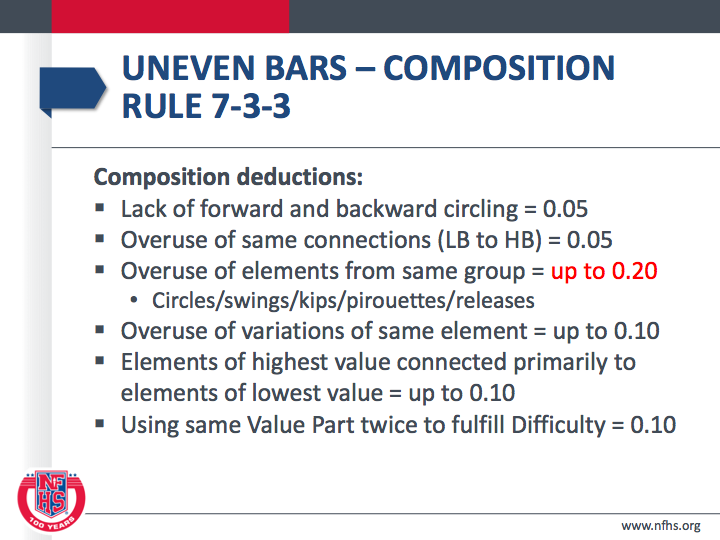 UNEVEN BARS – COMPOSITION
RULE 7-3-3
Composition deductions:
▪ Lack of forward and backward circling = 0.05
▪ Overuse of same connections (LB to HB) = 0.05
▪ Overuse of elements from same group = up to 0.20
• Circles/swings/kips/pirouettes/releases
▪ Overuse of variations of same element = up to 0.10
▪ Elements of highest value connected primarily to
elements of lowest value = up to 0.10
▪ Using same Value Part twice to fulfill Difficulty = 0.10
NF
HS
100 YEARS
www.nfhs.org